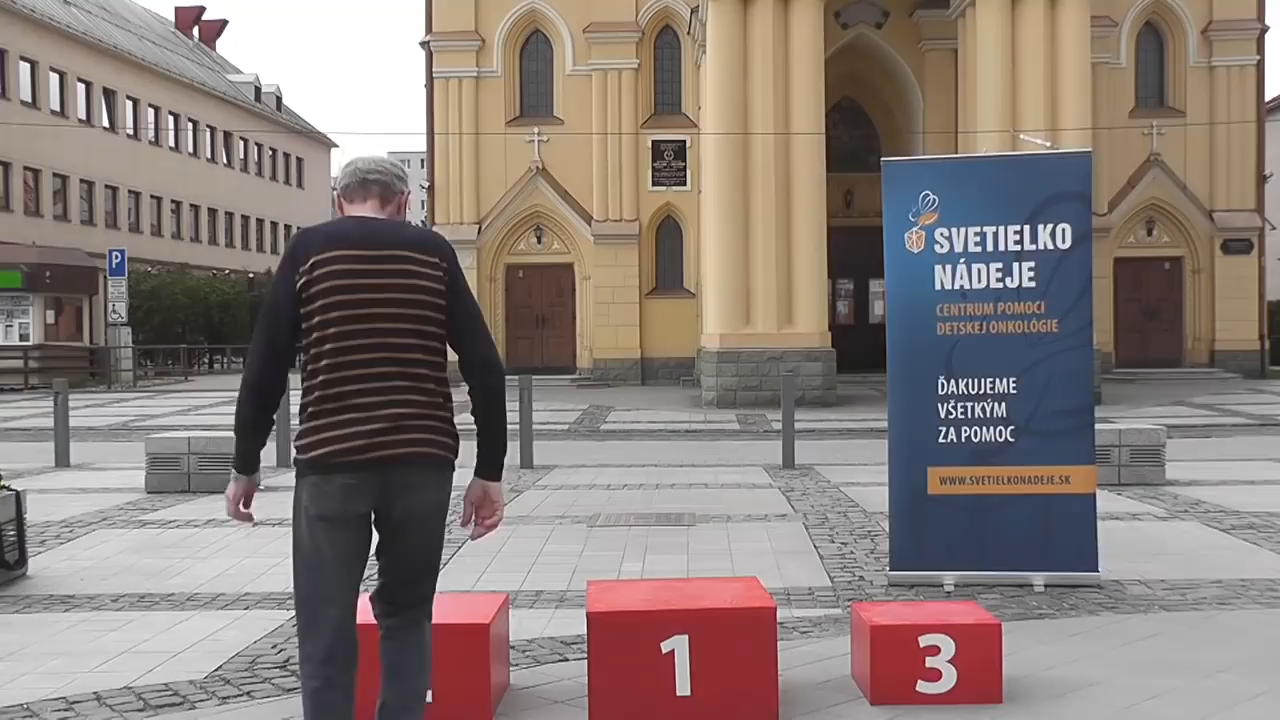 P
SVETIELKO
NÁDEJE
CENTRUM POMOCI
DETSKEJ ONKOLÓGIE
ĎAKUJEME
VŠETKÝM
ZA POMOC
WWW.SVETIELKONADEJE.SK
1
3